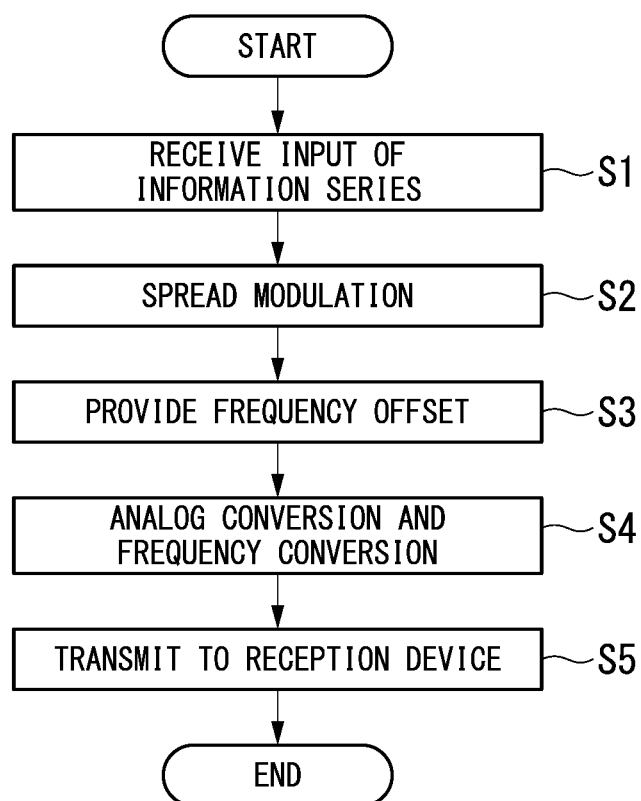 START
RECEIVE INPUT OF
INFORMATION SERIES
S1
SPREAD MODULATION
S2
PROVIDE FREQUENCY OFFSET
S3
ANALOG CONVERSION AND
FREQUENCY CONVERSION
S4
TRANSMIT TO RECEPTION DEVICE
S5
END